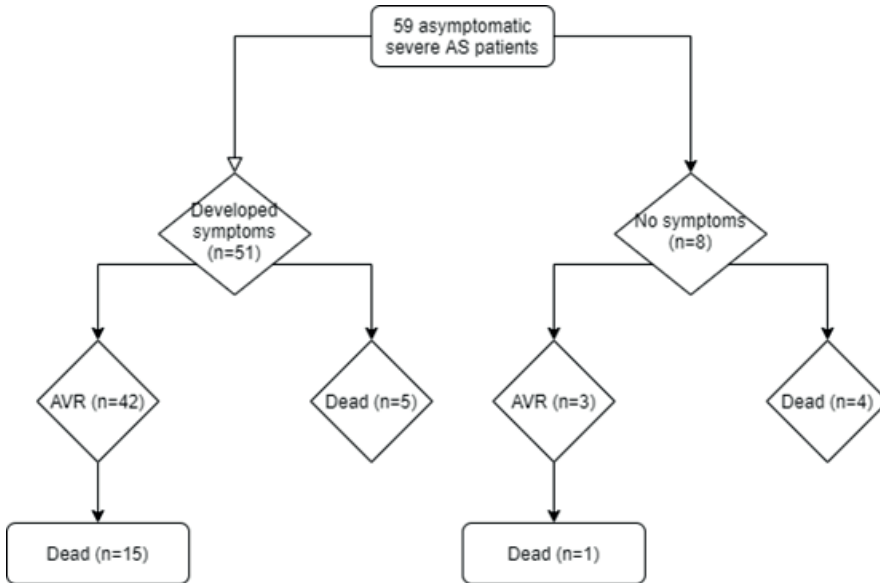 59 asymptomatic
severe AS patients
Developed
symptoms
(n=51)
No symptoms
(n=8)
AVR (n=42)
Dead (n=5)
AVR (n=3)
Dead (n=4)
Dead (n=15)
Dead (n=1)